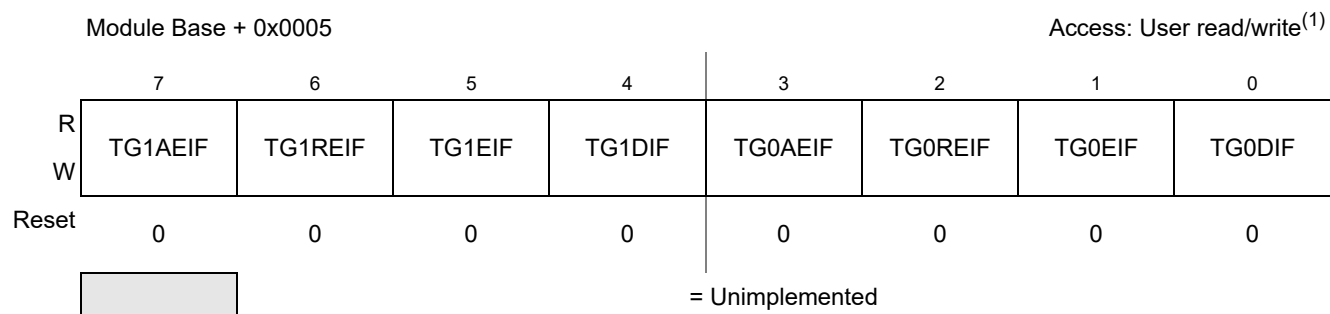 Module Base + 0x0005 Access: User read/write(1)
7 6 5 4 3 2 1 0
R
TG1AEIF TG1REIF TG1EIF TG1DIF TG0AEIF TG0REIF TG0EIF TG0DIF
W
Reset 0 0 0 0 0 0 0 0
= Unimplemented